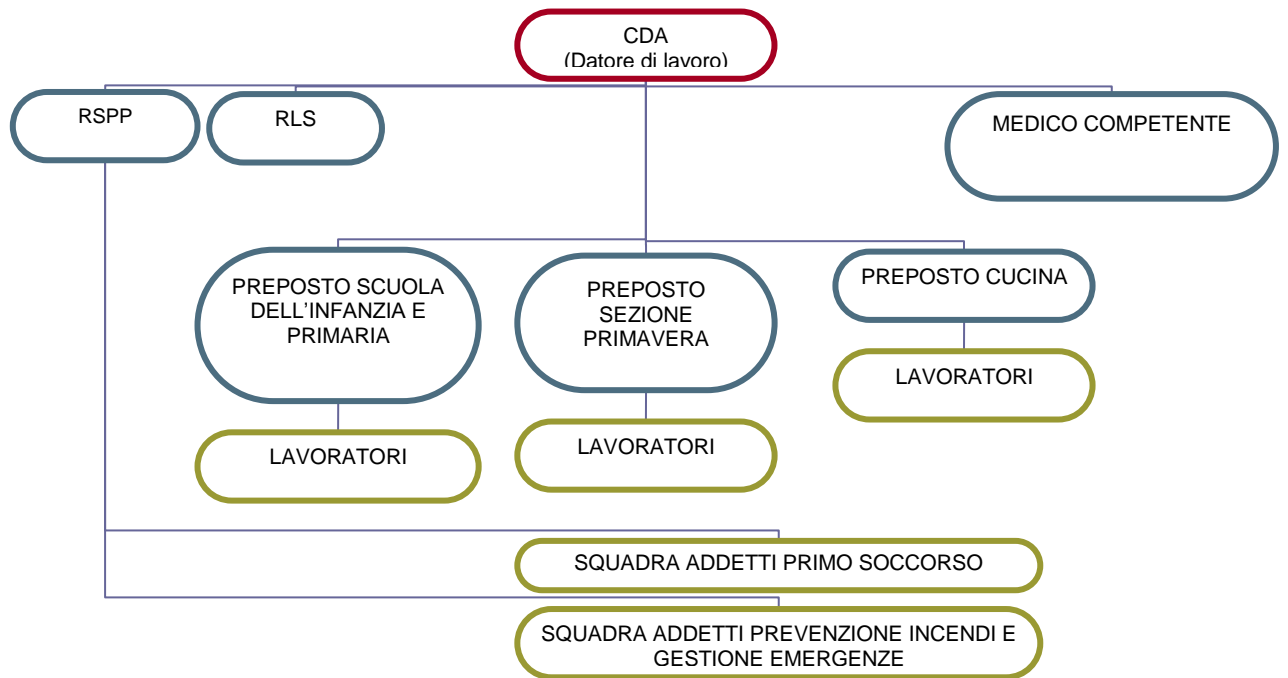 CDA
(Datore di lavoro)
RSPP
RLS
MEDICO COMPETENTE
PREPOSTO SCUOLA
DELL'INFANZIA E
PRIMARIA
PREPOSTO
SEZIONE
PRIMAVERA
PREPOSTO CUCINA
LAVORATORI
LAVORATORI
LAVORATORI
SQUADRA ADDETTI PRIMO SOCCORSO
SQUADRA ADDETTI PREVENZIONE INCENDI E
GESTIONE EMERGENZE